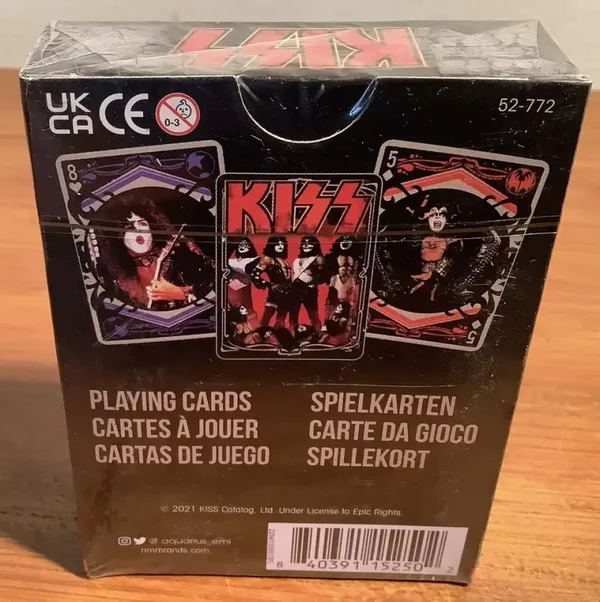 KISS
UK
CA CE
0-3
52-772
8
5
KISS
5
PLAYING CARDS
SPIELKARTEN
CARTES À JOUER
CARTE DA GIOCO
CARTAS DE JUEGO
SPILLEKORT
© 2021 KISS Catalog, Ltd. Under License to Epic Rights.
aquarius_emi
nmrbrands.com
8 40391 15250 2